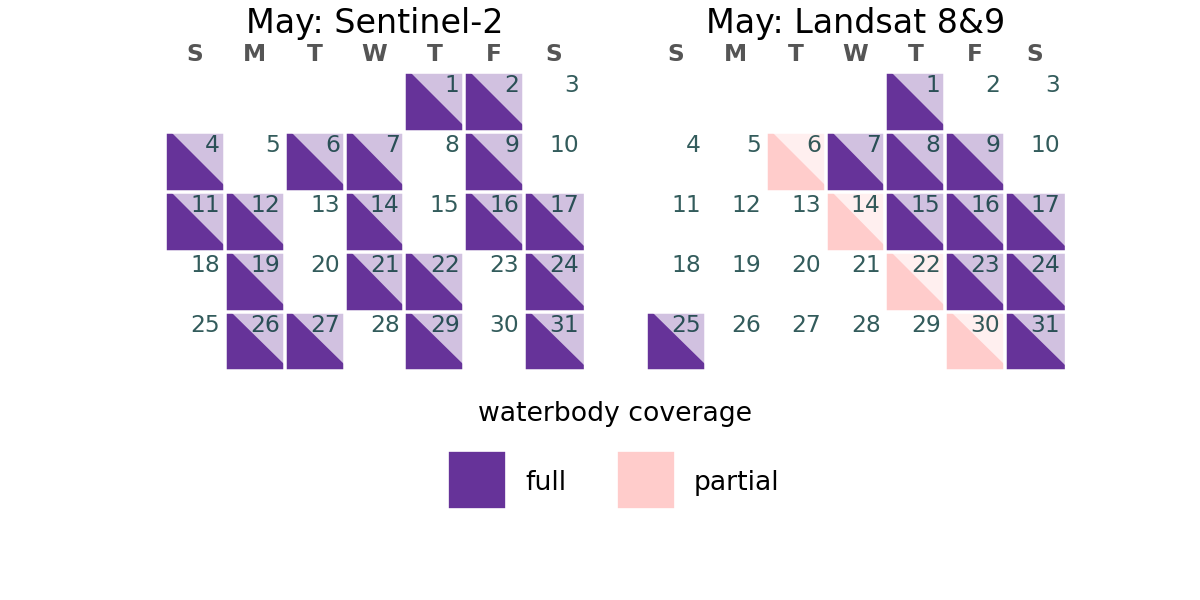 May: Sentinel-2
S M T W T F S
1 2 3
4 5 6 7 8 9 10
11 12 13 14 15 16 17
18 19 20 21 22 23 24
25 26 27 28 29 30 31
May: Landsat 8&9
S M T W T F S
1 2 3
4 5 6 7 8 9 10
11 12 13 14 15 16 17
18 19 20 21 22 23 24
25 26 27 28 29 30 31
waterbody coverage
full
partial